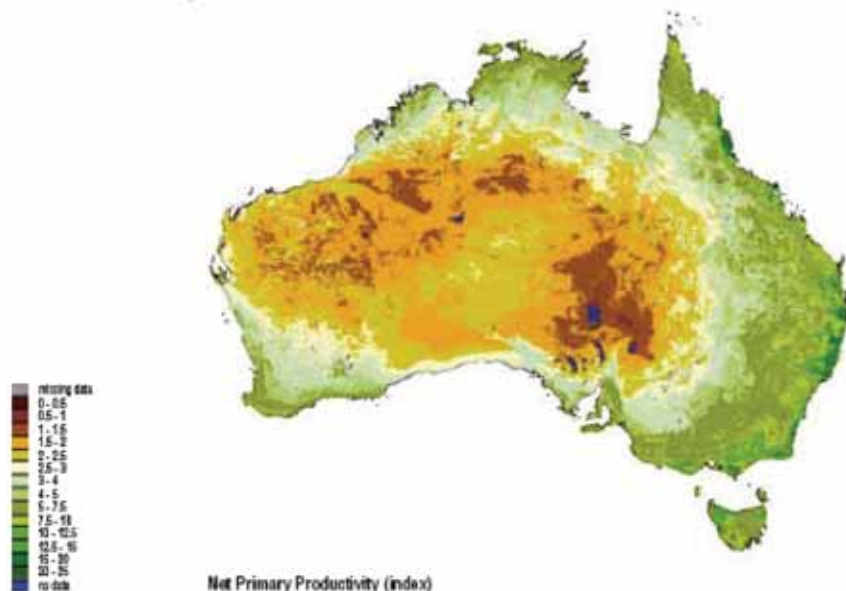 missing data
0 - 0.5
0.5 - 1
1 - 1.5
1.5 - 2
2 - 2.5
2.5 - 3
3 - 4
4 - 5
5 - 7.5
7.5 - 10
10 - 12.5
12.5 - 15
15 - 20
20 - 25
no data
Net Primary Productivity (index)